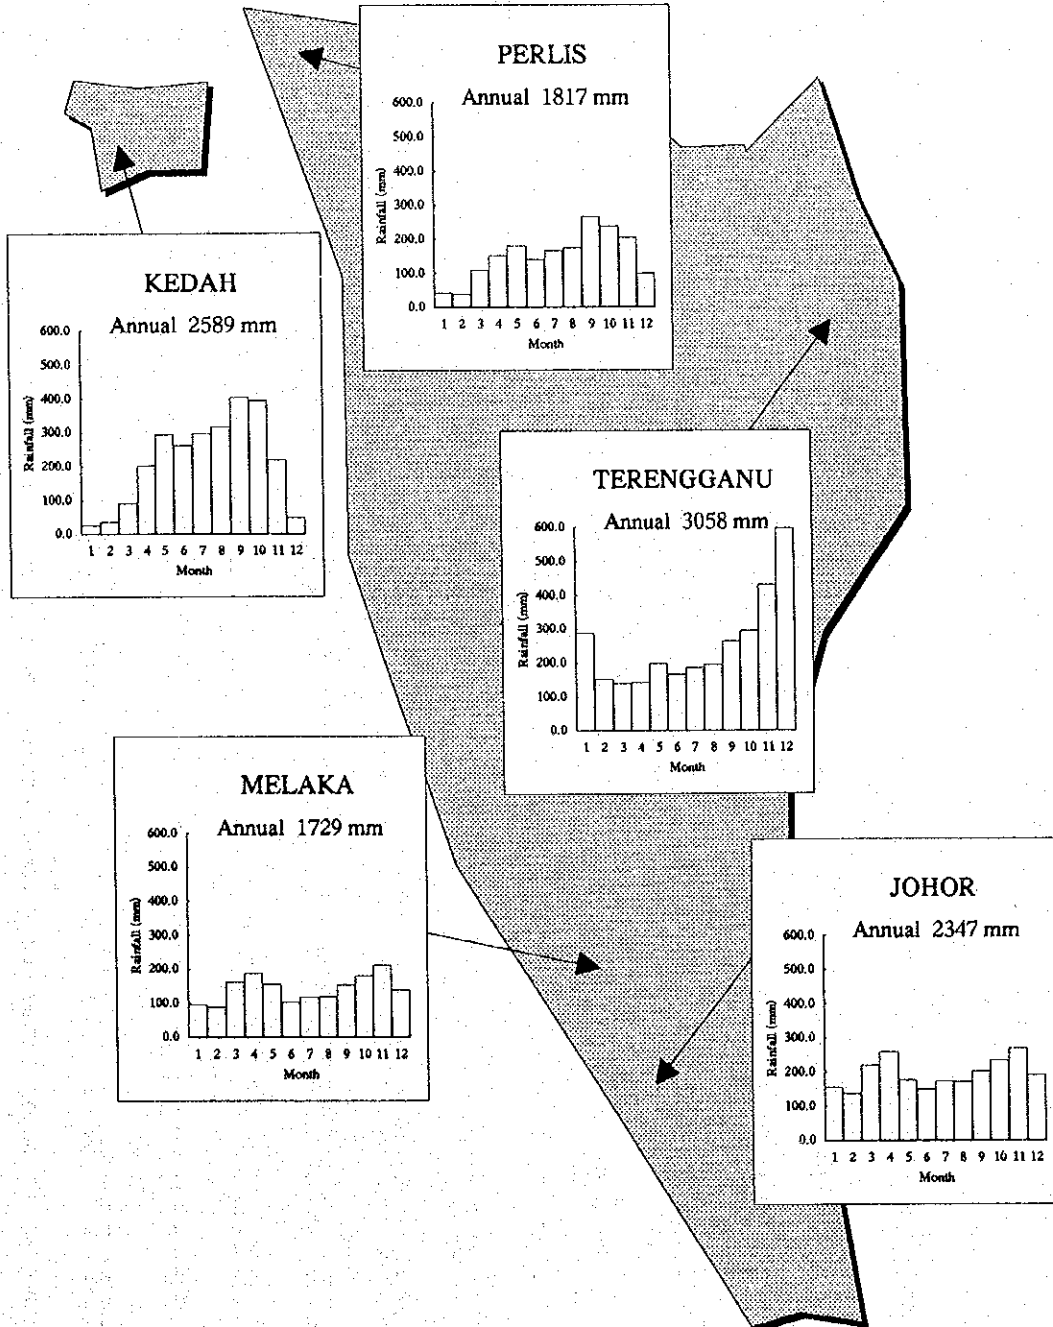 PERLIS
Annual 1817 mm
600.0
500.0
400.0
300.0
200.0
100.0
0.0
Rainfall (mm)
1 2 3 4 5 6 7 8 9 10 11 12
Month
KEDAH
Annual 2589 mm
600.0
500.0
400.0
300.0
200.0
100.0
0.0
Rainfall (mm)
1 2 3 4 5 6 7 8 9 10 11 12
Month
TERENGGANU
Annual 3058 mm
600.0
500.0
400.0
300.0
200.0
100.0
0.0
Rainfall (mm)
1 2 3 4 5 6 7 8 9 10 11 12
Month
MELAKA
Annual 1729 mm
600.0
500.0
400.0
300.0
200.0
100.0
0.0
Rainfall (mm)
1 2 3 4 5 6 7 8 9 10 11 12
Month
JOHOR
Annual 2347 mm
600.0
500.0
400.0
300.0
200.0
100.0
0.0
Rainfall (mm)
1 2 3 4 5 6 7 8 9 10 11 12
Month